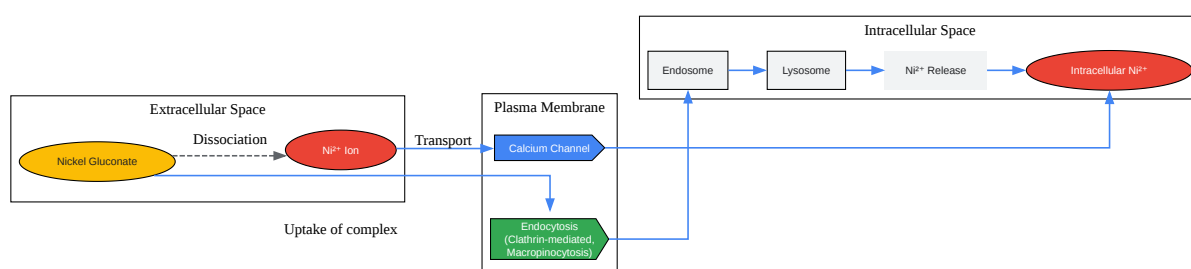 Intracellular Space
Endosome
Lysosome
Ni²⁺ Release
Intracellular Ni²⁺
Extracellular Space
Plasma Membrane
Dissociation
Transport
Nickel Gluconate
Ni²⁺ Ion
Calcium Channel
Uptake of complex
Endocytosis
(Clathrin-mediated,
Macropinocytosis)